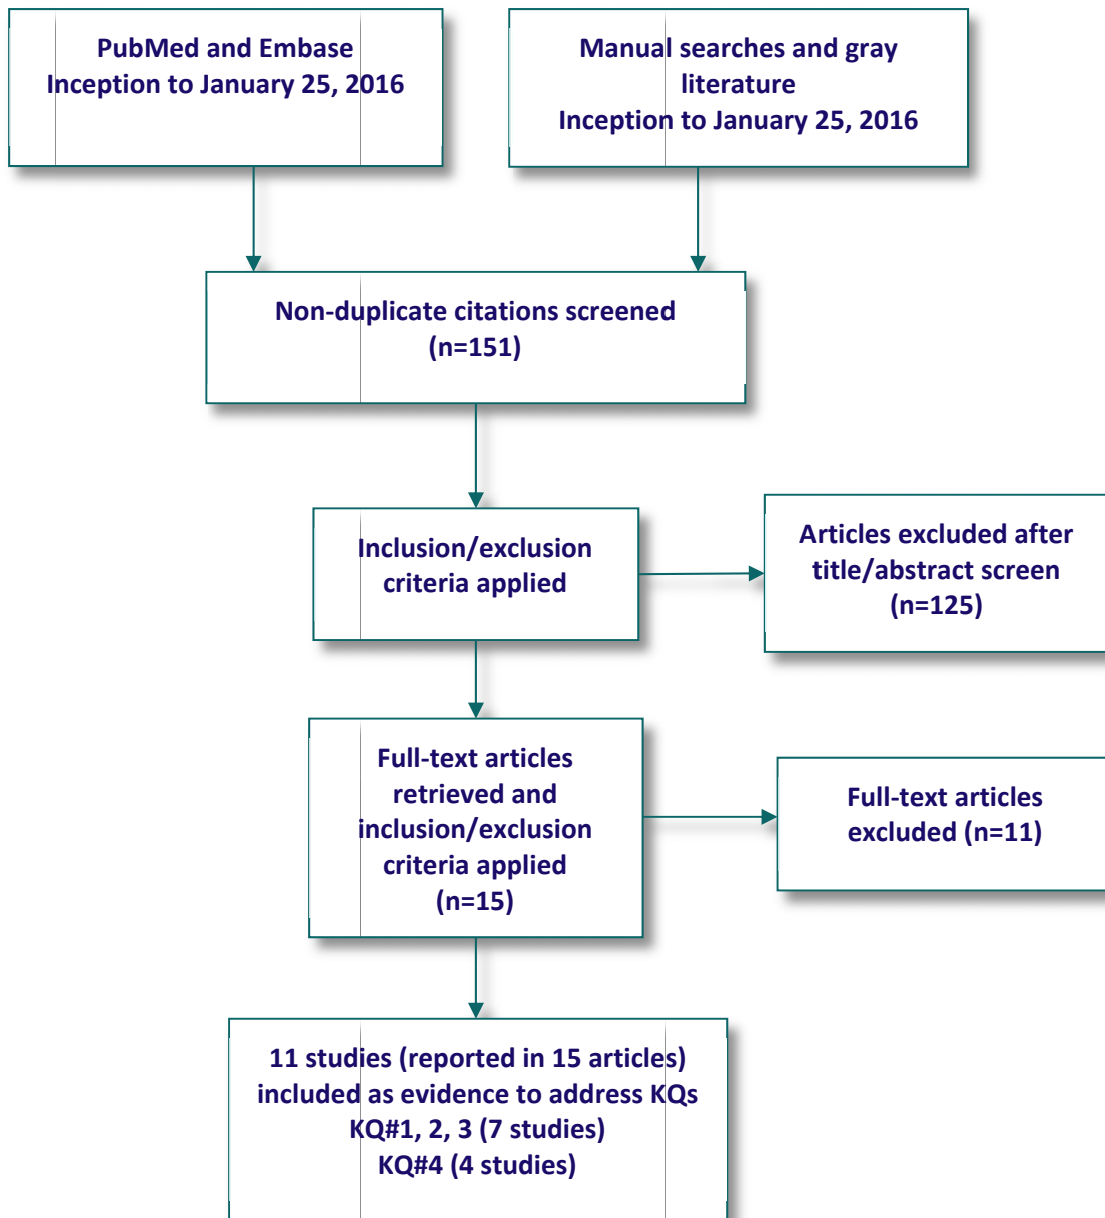 PubMed and Embase
Inception to January 25, 2016
Manual searches and gray
literature
Inception to January 25, 2016
Non-duplicate citations screened
(n=151)
Inclusion/exclusion
criteria applied
Articles excluded after
title/abstract screen
(n=125)
Full-text articles
retrieved and
inclusion/exclusion
criteria applied
(n=15)
Full-text articles
excluded (n=11)
11 studies (reported in 15 articles)
included as evidence to address KQs
KQ#1, 2, 3 (7 studies)
KQ#4 (4 studies)